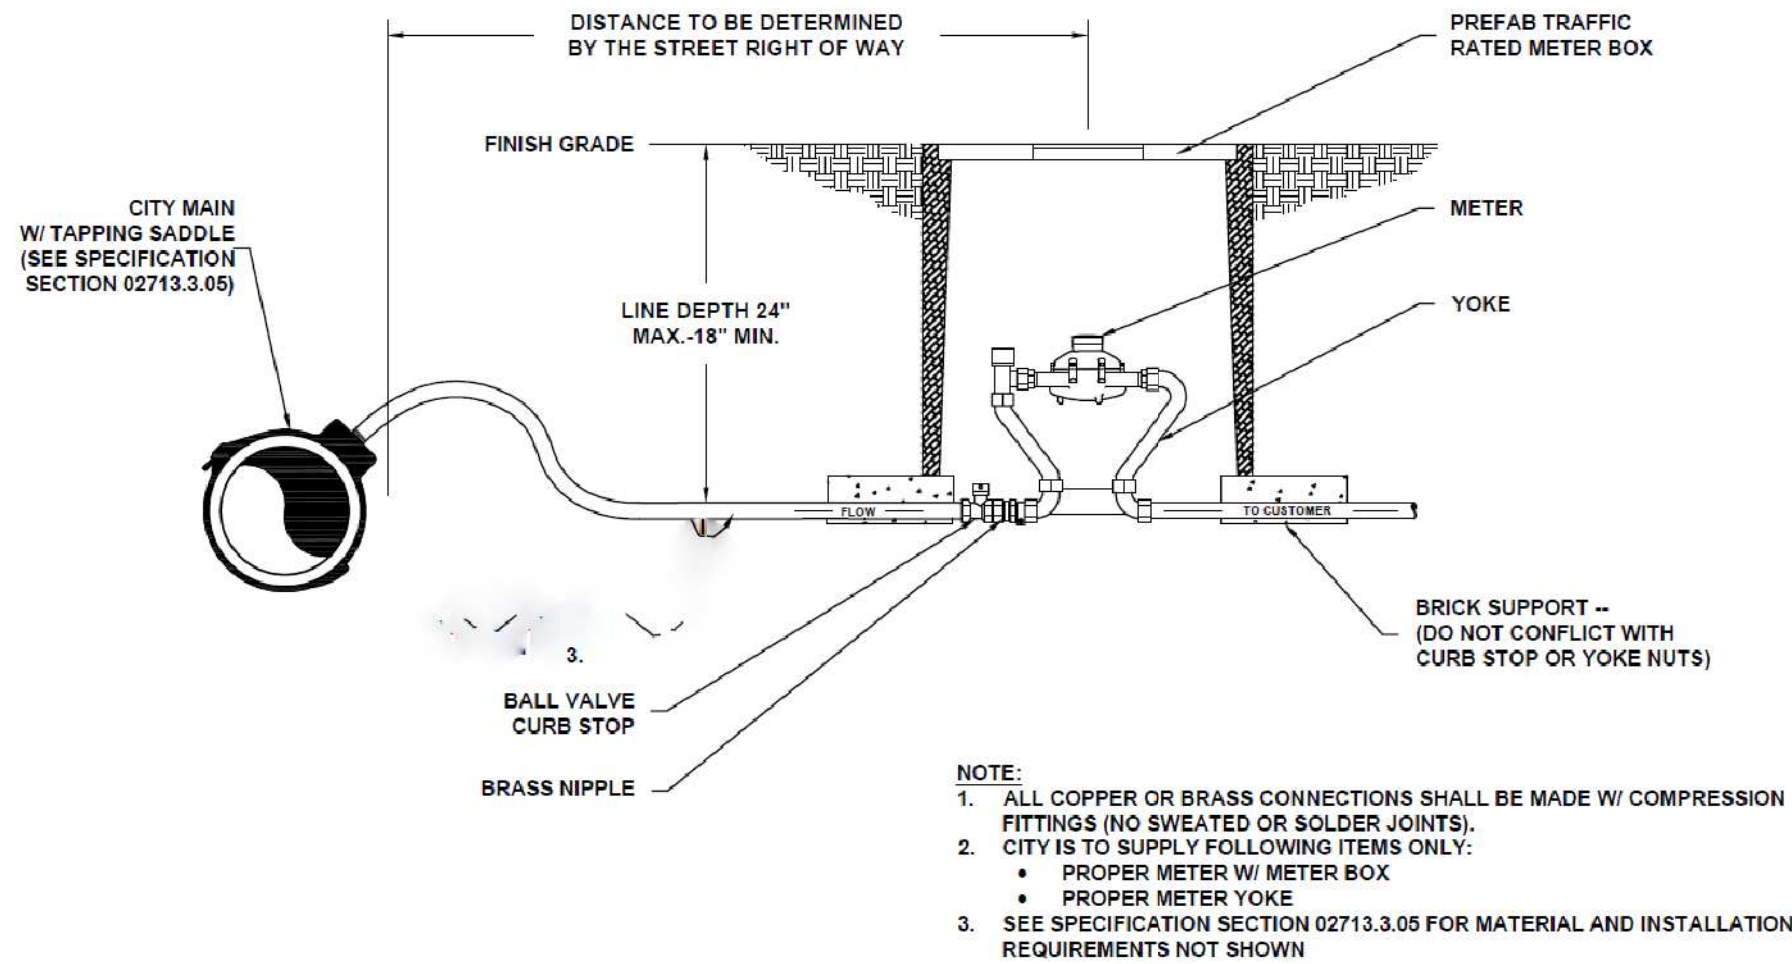 DISTANCE TO BE DETERMINED
BY THE STREET RIGHT OF WAY
PREFAB TRAFFIC
RATED METER BOX
FINISH GRADE
CITY MAIN
W/ TAPPING SADDLE
(SEE SPECIFICATION
SECTION 02713.3.05)
METER
YOKE
LINE DEPTH 24"
MAX.-18" MIN.
FLOW
TO CUSTOMER
3.
BRICK SUPPORT --
(DO NOT CONFLICT WITH
CURB STOP OR YOKE NUTS)
BALL VALVE
CURB STOP
BRASS NIPPLE
NOTE:
1. ALL COPPER OR BRASS CONNECTIONS SHALL BE MADE W/ COMPRESSION
FITTINGS (NO SWEATED OR SOLDER JOINTS).
2. CITY IS TO SUPPLY FOLLOWING ITEMS ONLY:
• PROPER METER W/ METER BOX
• PROPER METER YOKE
3. SEE SPECIFICATION SECTION 02713.3.05 FOR MATERIAL AND INSTALLATION
REQUIREMENTS NOT SHOWN